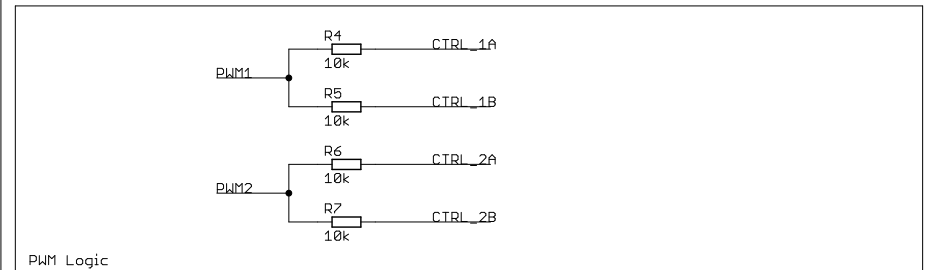 R4
CTRL_1A
10k
PWM1
R5
CTRL_1B
10k
R6
CTRL_2A
10k
PWM2
R7
CTRL_2B
10k
PWM Logic